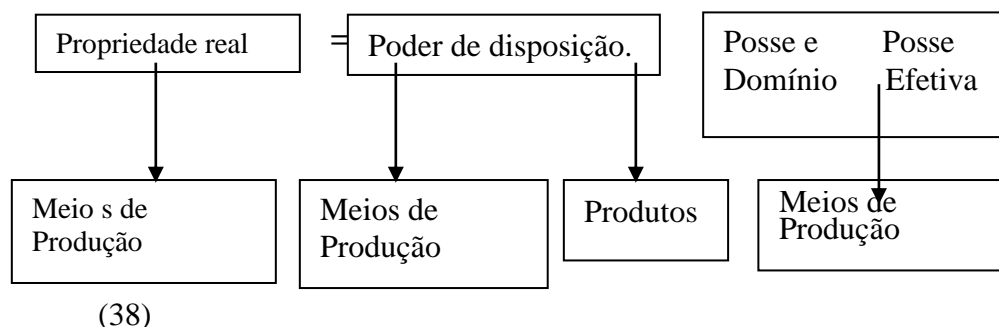 Propriedade real
=
Poder de disposição.
Posse e Posse
Domínio Efetiva
Meio s de
Produção
Meios de
Produção
Produtos
Meios de
Produção
(38)